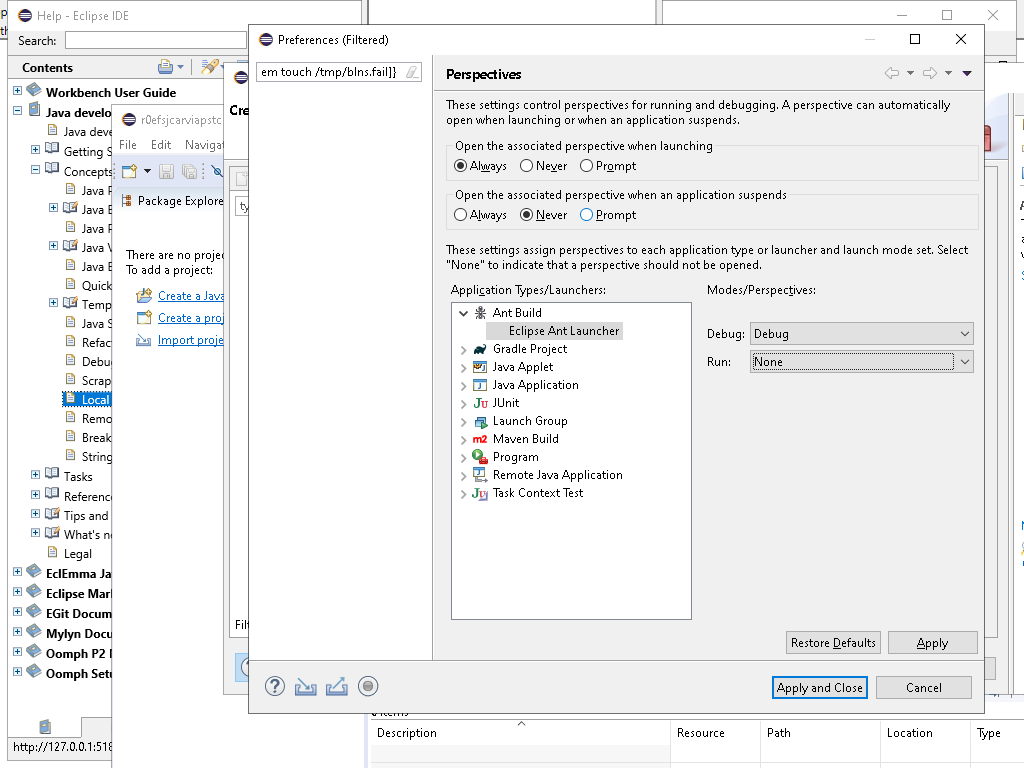 Help - Eclipse IDE
Search:
Contents
Workbench User Guide
Java develo
Java deve
Getting S
Concepts
Java P
Java B
Java P
Java V
Java E
Quick
Temp
Java S
Refac
Debu
Scrap
Local
Remo
Break
String
Tasks
Referenc
Tips and
What's ne
Legal
EclEmma Ja
Eclipse Mar
EGit Docum
Mylyn Docu
Oomph P2 
Oomph Setu
http://127.0.0.1:518
r0efsjcarviapstc
File Edit Navigat
Package Explore
There are no projec
To add a project:
Create a Java
Create a proj
Import proje
Cre
ty
Filt
Preferences (Filtered)
em touch /tmp/blns.fail]}
Perspectives
These settings control perspectives for running and debugging. A perspective can automatically
open when launching or when an application suspends.
Open the associated perspective when launching
Always Never Prompt
Open the associated perspective when an application suspends
Always Never Prompt
These settings assign perspectives to each application type or launcher and launch mode set. Select
"None" to indicate that a perspective should not be opened.
Application Types/Launchers:
Modes/Perspectives:
Ant Build
Eclipse Ant Launcher
Gradle Project
Java Applet
Java Application
JUnit
Launch Group
Maven Build
Program
Remote Java Application
Task Context Test
Debug: Debug
Run: None
Restore Defaults Apply
Apply and Close Cancel
0 items
Description Resource Path Location Type